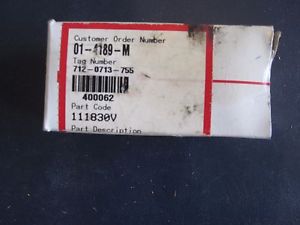 Customer Order Number
01-4189-M
Tag Number
712-0713-755
400062
Part Code
111830V
Part Description